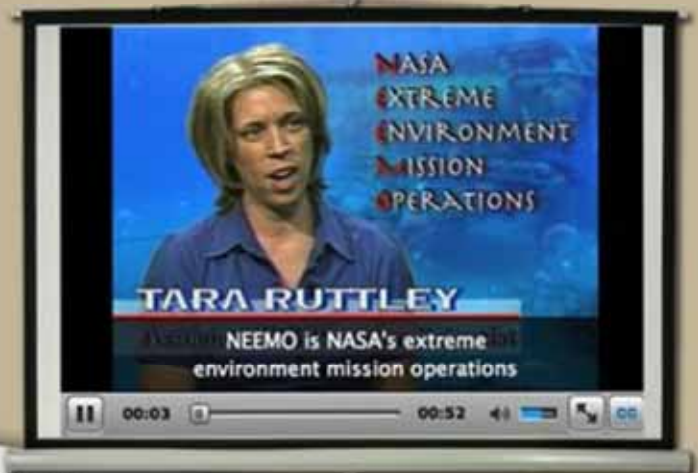 NASA
EXTREME
ENVIRONMENT
MISSION
OPERATIONS
TARA RUTTLEY
NEEMO is NASA's extreme
environment mission operations
00:03
00:52
CC